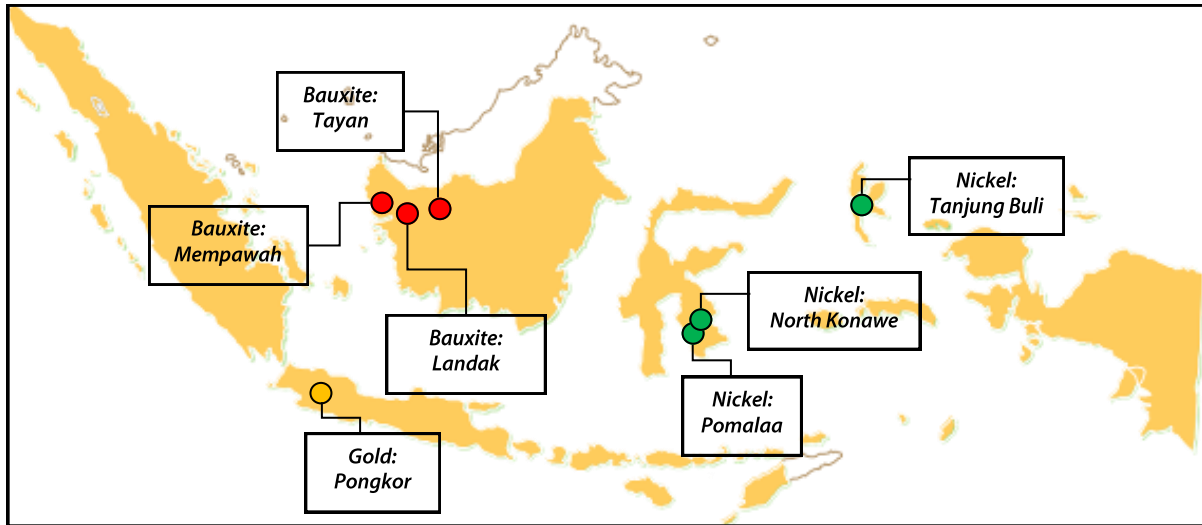 Bauxite:
Tayan
Nickel:
Tanjung Buli
Bauxite:
Mempawah
Nickel:
North Konawe
Bauxite:
Landak
Nickel:
Pomalaa
Gold:
Pongkor